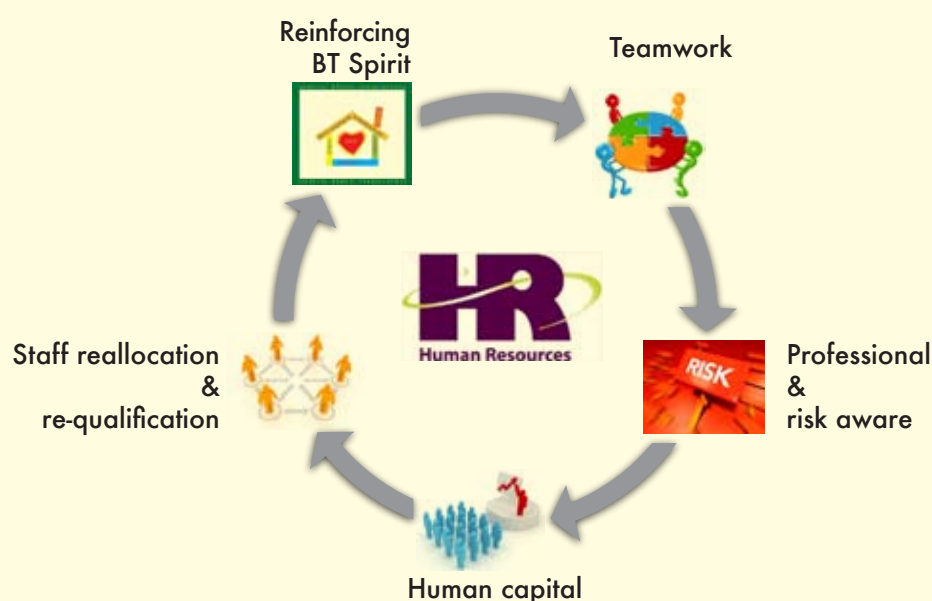 Reinforcing
BT Spirit
Teamwork
HR
Human Resources
Staff reallocation
&
re-qualification
RISK
Professional
&
risk aware
Human capital